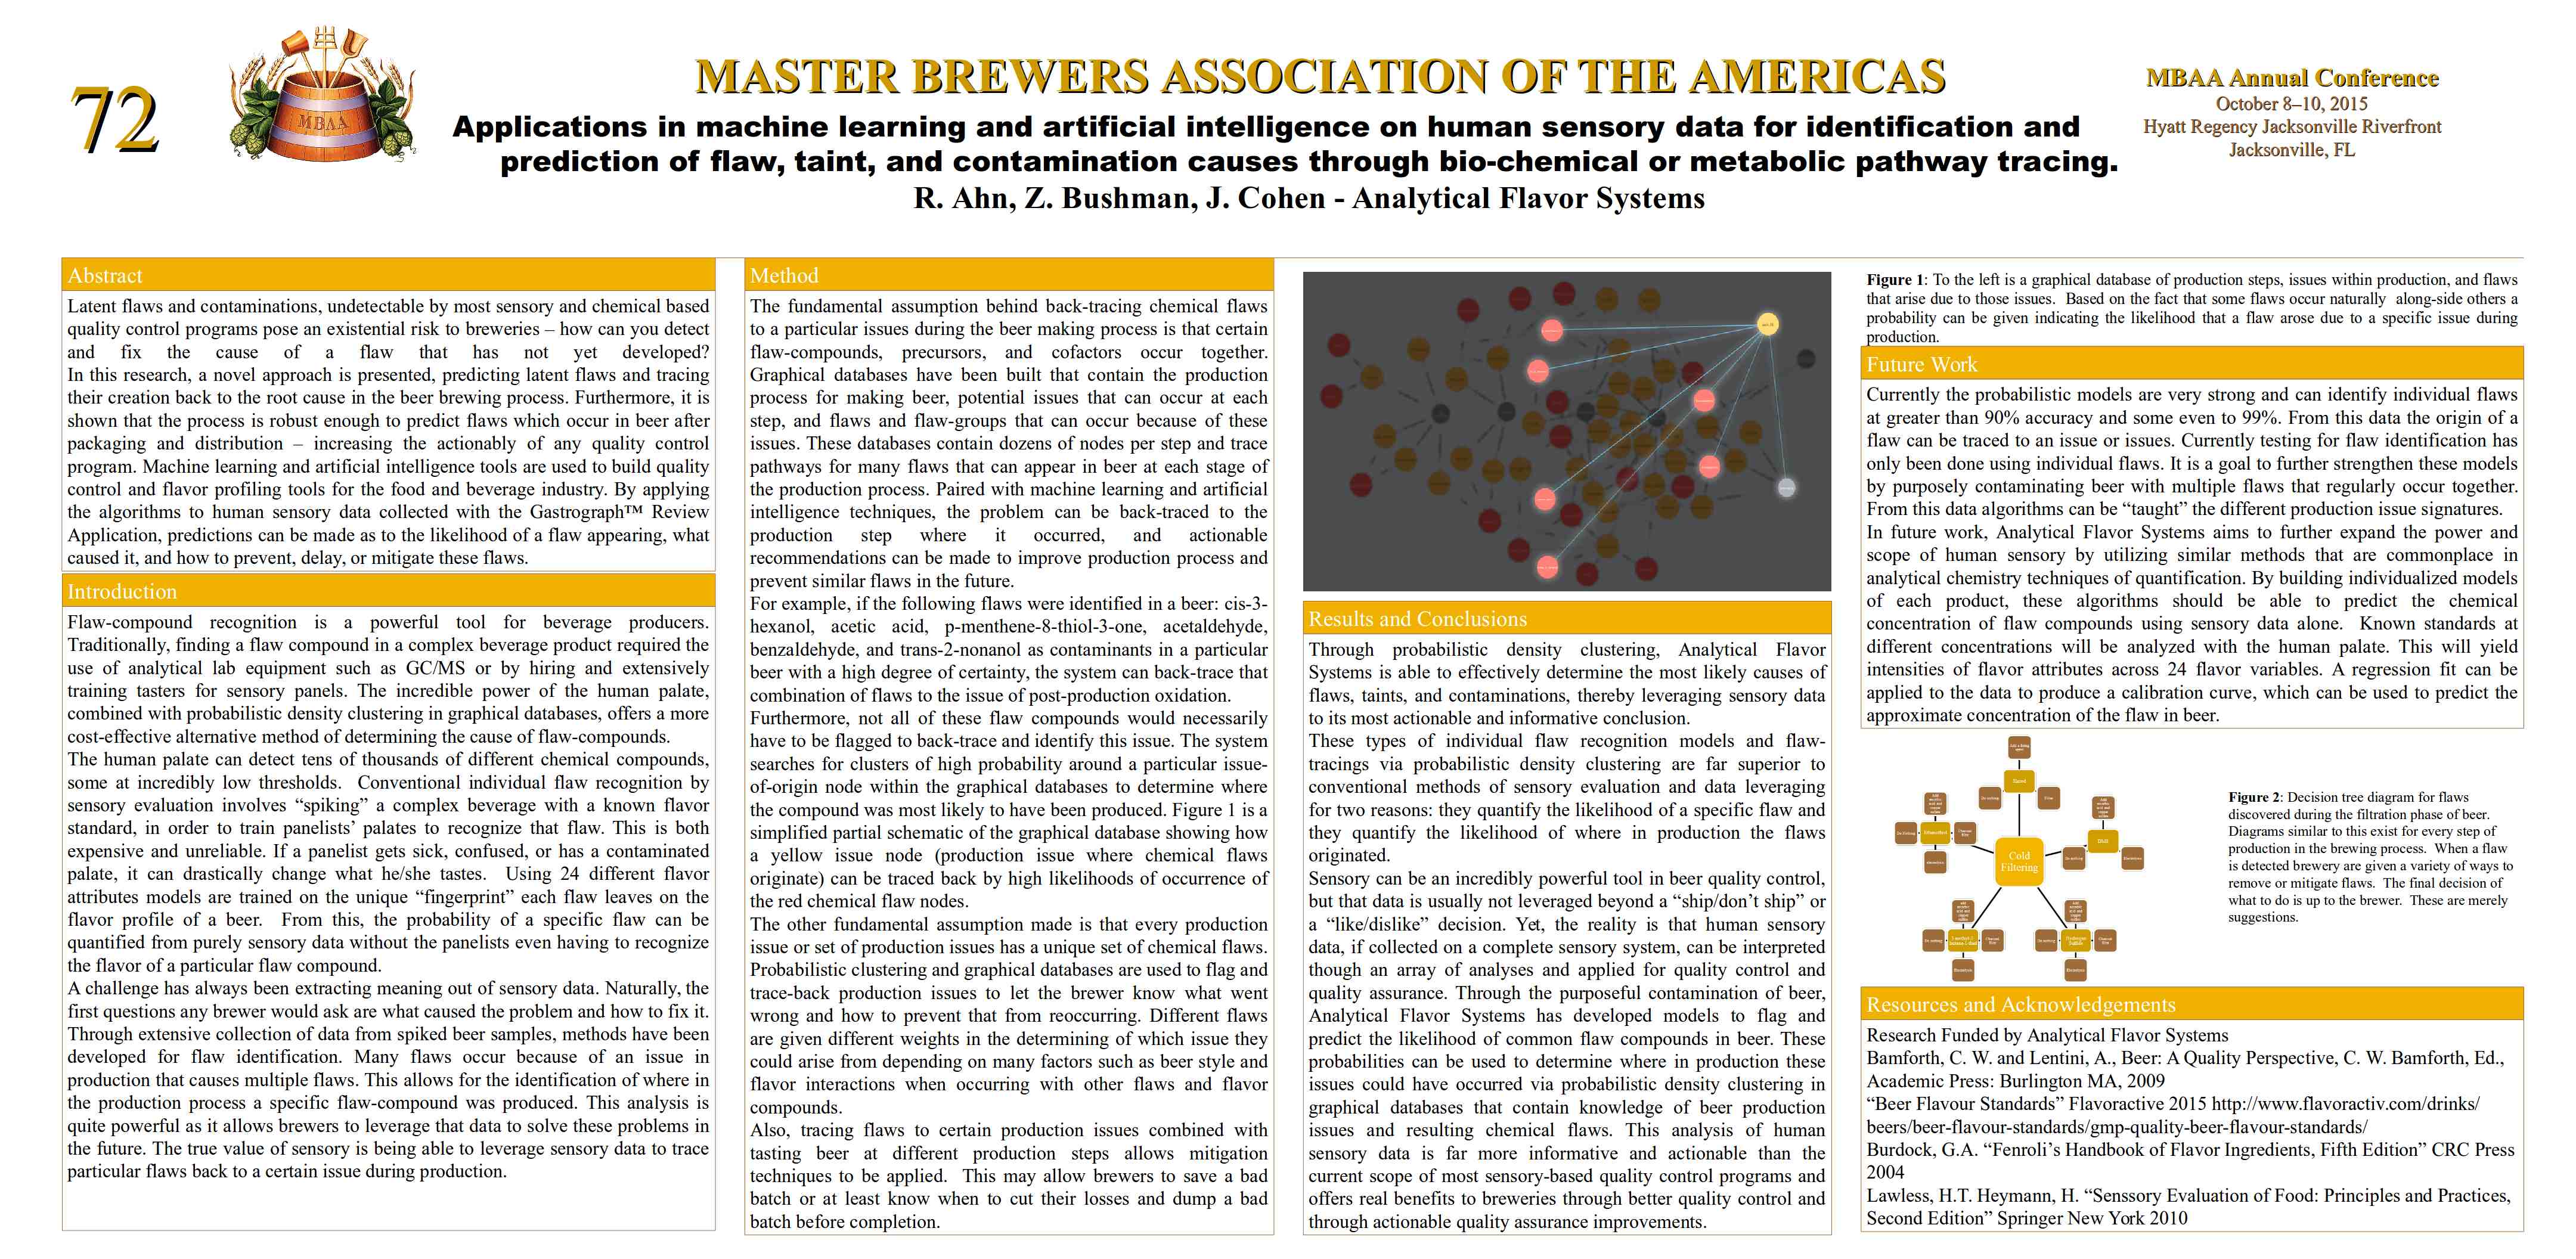 72
MBAA
MASTER BREWERS ASSOCIATION OF THE AMERICAS
Applications in machine learning and artificial intelligence on human sensory data for identification and
prediction of flaw, taint, and contamination causes through bio-chemical or metabolic pathway tracing.
R. Ahn, Z. Bushman, J. Cohen - Analytical Flavor Systems
MBAA Annual Conference
October 8–10, 2015
Hyatt Regency Jacksonville Riverfront
Jacksonville, FL
Abstract
Latent flaws and contaminations, undetectable by most sensory and chemical based
quality control programs pose an existential risk to breweries – how can you detect
and fix the cause of a flaw that has not yet developed?
In this research, a novel approach is presented, predicting latent flaws and tracing
their creation back to the root cause in the beer brewing process. Furthermore, it is
shown that the process is robust enough to predict flaws which occur in beer after
packaging and distribution – increasing the actionably of any quality control
program. Machine learning and artificial intelligence tools are used to build quality
control and flavor profiling tools for the food and beverage industry. By applying
the algorithms to human sensory data collected with the Gastrograph™ Review
Application, predictions can be made as to the likelihood of a flaw appearing, what
caused it, and how to prevent, delay, or mitigate these flaws.
Introduction
Flaw-compound recognition is a powerful tool for beverage producers.
Traditionally, finding a flaw compound in a complex beverage product required the
use of analytical lab equipment such as GC/MS or by hiring and extensively
training tasters for sensory panels. The incredible power of the human palate,
combined with probabilistic density clustering in graphical databases, offers a more
cost-effective alternative method of determining the cause of flaw-compounds.
The human palate can detect tens of thousands of different chemical compounds,
some at incredibly low thresholds. Conventional individual flaw recognition by
sensory evaluation involves “spiking” a complex beverage with a known flavor
standard, in order to train panelists’ palates to recognize that flaw. This is both
expensive and unreliable. If a panelist gets sick, confused, or has a contaminated
palate, it can drastically change what he/she tastes. Using 24 different flavor
attributes models are trained on the unique “fingerprint” each flaw leaves on the
flavor profile of a beer. From this, the probability of a specific flaw can be
quantified from purely sensory data without the panelists even having to recognize
the flavor of a particular flaw compound.
A challenge has always been extracting meaning out of sensory data. Naturally, the
first questions any brewer would ask are what caused the problem and how to fix it.
Through extensive collection of data from spiked beer samples, methods have been
developed for flaw identification. Many flaws occur because of an issue in
production that causes multiple flaws. This allows for the identification of where in
the production process a specific flaw-compound was produced. This analysis is
quite powerful as it allows brewers to leverage that data to solve these problems in
the future. The true value of sensory is being able to leverage sensory data to trace
particular flaws back to a certain issue during production.
Method
The fundamental assumption behind back-tracing chemical flaws
to a particular issues during the beer making process is that certain
flaw-compounds, precursors, and cofactors occur together.
Graphical databases have been built that contain the production
process for making beer, potential issues that can occur at each
step, and flaws and flaw-groups that can occur because of these
issues. These databases contain dozens of nodes per step and trace
pathways for many flaws that can appear in beer at each stage of
the production process. Paired with machine learning and artificial
intelligence techniques, the problem can be back-traced to the
production step where it occurred, and actionable
recommendations can be made to improve production process and
prevent similar flaws in the future.
For example, if the following flaws were identified in a beer: cis-3-
hexanol, acetic acid, p-menthene-8-thiol-3-one, acetaldehyde,
benzaldehyde, and trans-2-nonanol as contaminants in a particular
beer with a high degree of certainty, the system can back-trace that
combination of flaws to the issue of post-production oxidation.
Furthermore, not all of these flaw compounds would necessarily
have to be flagged to back-trace and identify this issue. The system
searches for clusters of high probability around a particular issue-
of-origin node within the graphical databases to determine where
the compound was most likely to have been produced. Figure 1 is a
simplified partial schematic of the graphical database showing how
a yellow issue node (production issue where chemical flaws
originate) can be traced back by high likelihoods of occurrence of
the red chemical flaw nodes.
The other fundamental assumption made is that every production
issue or set of production issues has a unique set of chemical flaws.
Probabilistic clustering and graphical databases are used to flag and
trace-back production issues to let the brewer know what went
wrong and how to prevent that from reoccurring. Different flaws
are given different weights in the determining of which issue they
could arise from depending on many factors such as beer style and
flavor interactions when occurring with other flaws and flavor
compounds.
Also, tracing flaws to certain production issues combined with
tasting beer at different production steps allows mitigation
techniques to be applied. This may allow brewers to save a bad
batch or at least know when to cut their losses and dump a bad
batch before completion.
Results and Conclusions
Through probabilistic density clustering, Analytical Flavor
Systems is able to effectively determine the most likely causes of
flaws, taints, and contaminations, thereby leveraging sensory data
to its most actionable and informative conclusion.
These types of individual flaw recognition models and flaw-
tracings via probabilistic density clustering are far superior to
conventional methods of sensory evaluation and data leveraging
for two reasons: they quantify the likelihood of a specific flaw and
they quantify the likelihood of where in production the flaws
originated.
Sensory can be an incredibly powerful tool in beer quality control,
but that data is usually not leveraged beyond a “ship/don’t ship” or
a “like/dislike” decision. Yet, the reality is that human sensory
data, if collected on a complete sensory system, can be interpreted
though an array of analyses and applied for quality control and
quality assurance. Through the purposeful contamination of beer,
Analytical Flavor Systems has developed models to flag and
predict the likelihood of common flaw compounds in beer. These
probabilities can be used to determine where in production these
issues could have occurred via probabilistic density clustering in
graphical databases that contain knowledge of beer production
issues and resulting chemical flaws. This analysis of human
sensory data is far more informative and actionable than the
current scope of most sensory-based quality control programs and
offers real benefits to breweries through better quality control and
through actionable quality assurance improvements.
Figure 1: To the left is a graphical database of production steps, issues within production, and flaws
that arise due to those issues. Based on the fact that some flaws occur naturally along-side others a
probability can be given indicating the likelihood that a flaw arose due to a specific issue during
production.
Future Work
Currently the probabilistic models are very strong and can identify individual flaws
at greater than 90% accuracy and some even to 99%. From this data the origin of a
flaw can be traced to an issue or issues. Currently testing for flaw identification has
only been done using individual flaws. It is a goal to further strengthen these models
by purposely contaminating beer with multiple flaws that regularly occur together.
From this data algorithms can be “taught” the different production issue signatures.
In future work, Analytical Flavor Systems aims to further expand the power and
scope of human sensory by utilizing similar methods that are commonplace in
analytical chemistry techniques of quantification. By building individualized models
of each product, these algorithms should be able to predict the chemical
concentration of flaw compounds using sensory data alone. Known standards at
different concentrations will be analyzed with the human palate. This will yield
intensities of flavor attributes across 24 flavor variables. A regression fit can be
applied to the data to produce a calibration curve, which can be used to predict the
approximate concentration of the flaw in beer.
Cold
Filtering
Figure 2: Decision tree diagram for flaws
discovered during the filtration phase of beer.
Diagrams similar to this exist for every step of
production in the brewing process. When a flaw
is detected brewery are given a variety of ways to
remove or mitigate flaws. The final decision of
what to do is up to the brewer. These are merely
suggestions.
Resources and Acknowledgements
Research Funded by Analytical Flavor Systems
Bamforth, C. W. and Lentini, A., Beer: A Quality Perspective, C. W. Bamforth, Ed.,
Academic Press: Burlington MA, 2009
“Beer Flavour Standards” Flavoractive 2015 http://www.flavoractiv.com/drinks/
beers/beer-flavour-standards/gmp-quality-beer-flavour-standards/
Burdock, G.A. “Fenroli’s Handbook of Flavor Ingredients, Fifth Edition” CRC Press
2004
Lawless, H.T. Heymann, H. “Senssory Evaluation of Food: Principles and Practices,
Second Edition” Springer New York 2010